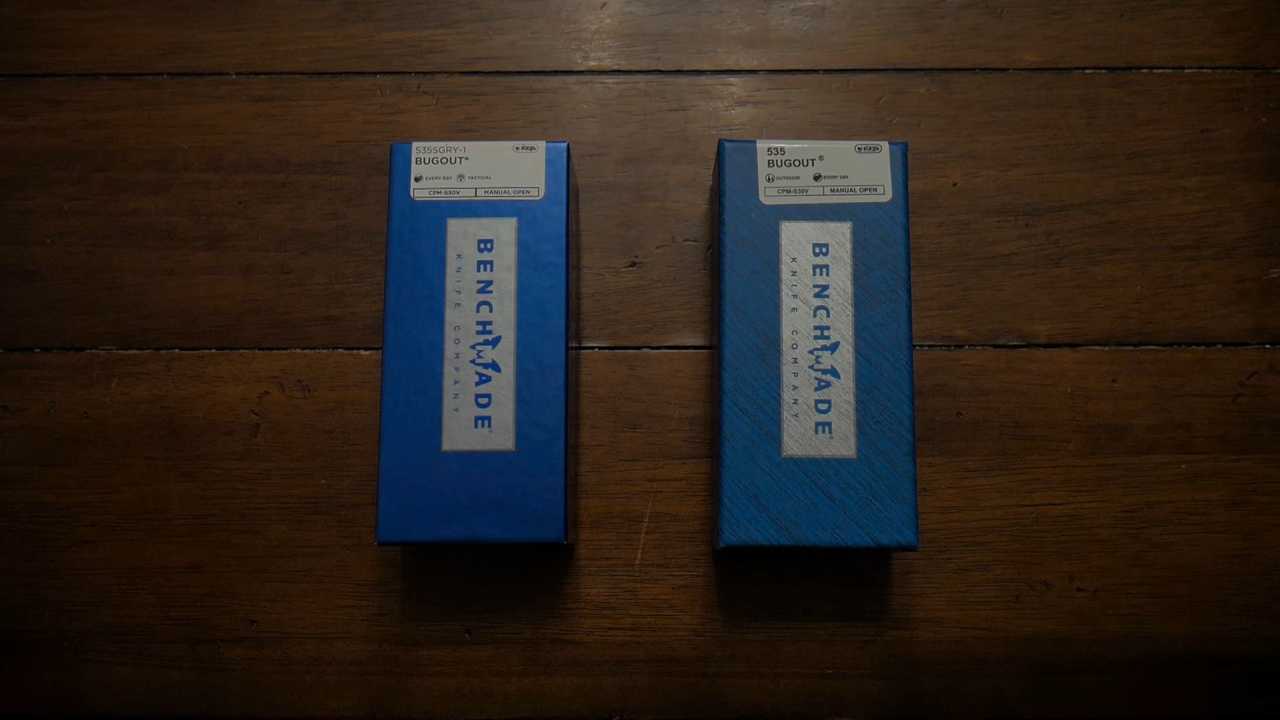 535SGRY-1
BUGOUT®
EVERY DAY TACTICAL
CPM-S30V MANUAL OPEN
BENCHMADE®
KNIFE COMPANY
535
BUGOUT®
OUTDOOR EVERY DAY
CPM-S30V MANUAL OPEN
BENCHMADE®
KNIFE COMPANY